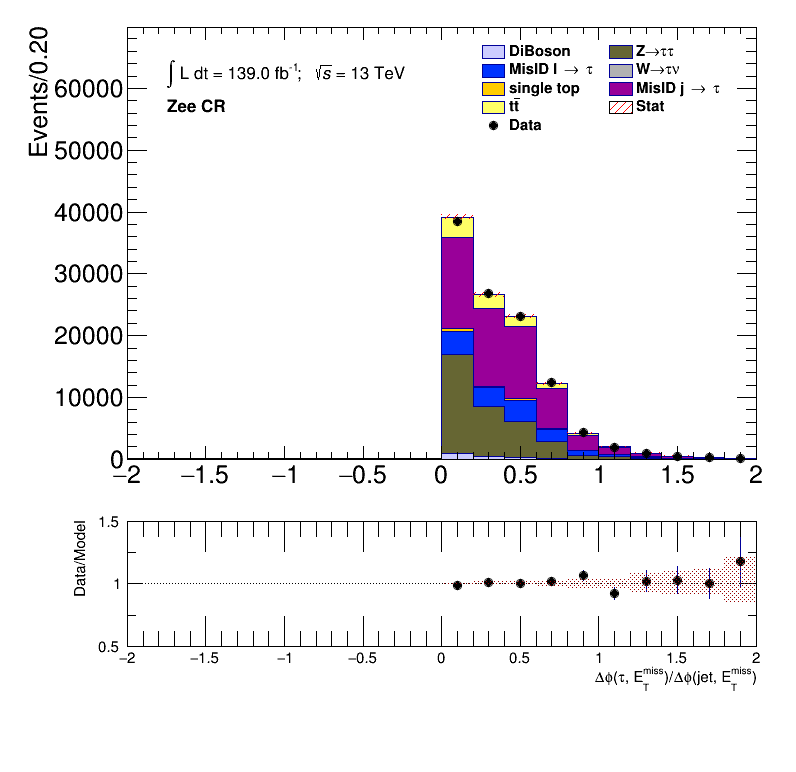 Events/0.20
60000
50000
40000
30000
20000
10000
0
∫ L dt = 139.0 fb⁻¹; √s = 13 TeV
Zee CR
DiBoson
Z→ττ
MisID l → τ
W→τν
single top
MisID j → τ
tt̄
Stat
Data
−2 −1.5 −1 −0.5 0 0.5 1 1.5 2
Data/Model
1.5
1
0.5
−2 −1.5 −1 −0.5 0 0.5 1 1.5 2
Δϕ(τ, E_T^miss)/Δϕ(jet, E_T^miss)